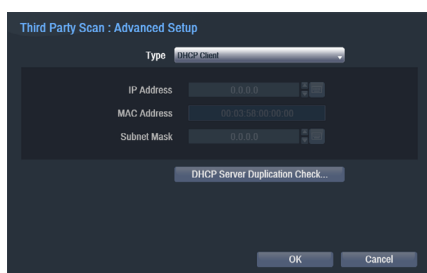 Third Party Scan : Advanced Setup
Type DHCP Client
IP Address 0.0.0.0
MAC Address 00:03:58:00:00:00
Subnet Mask 0.0.0.0
DHCP Server Duplication Check...
OK Cancel